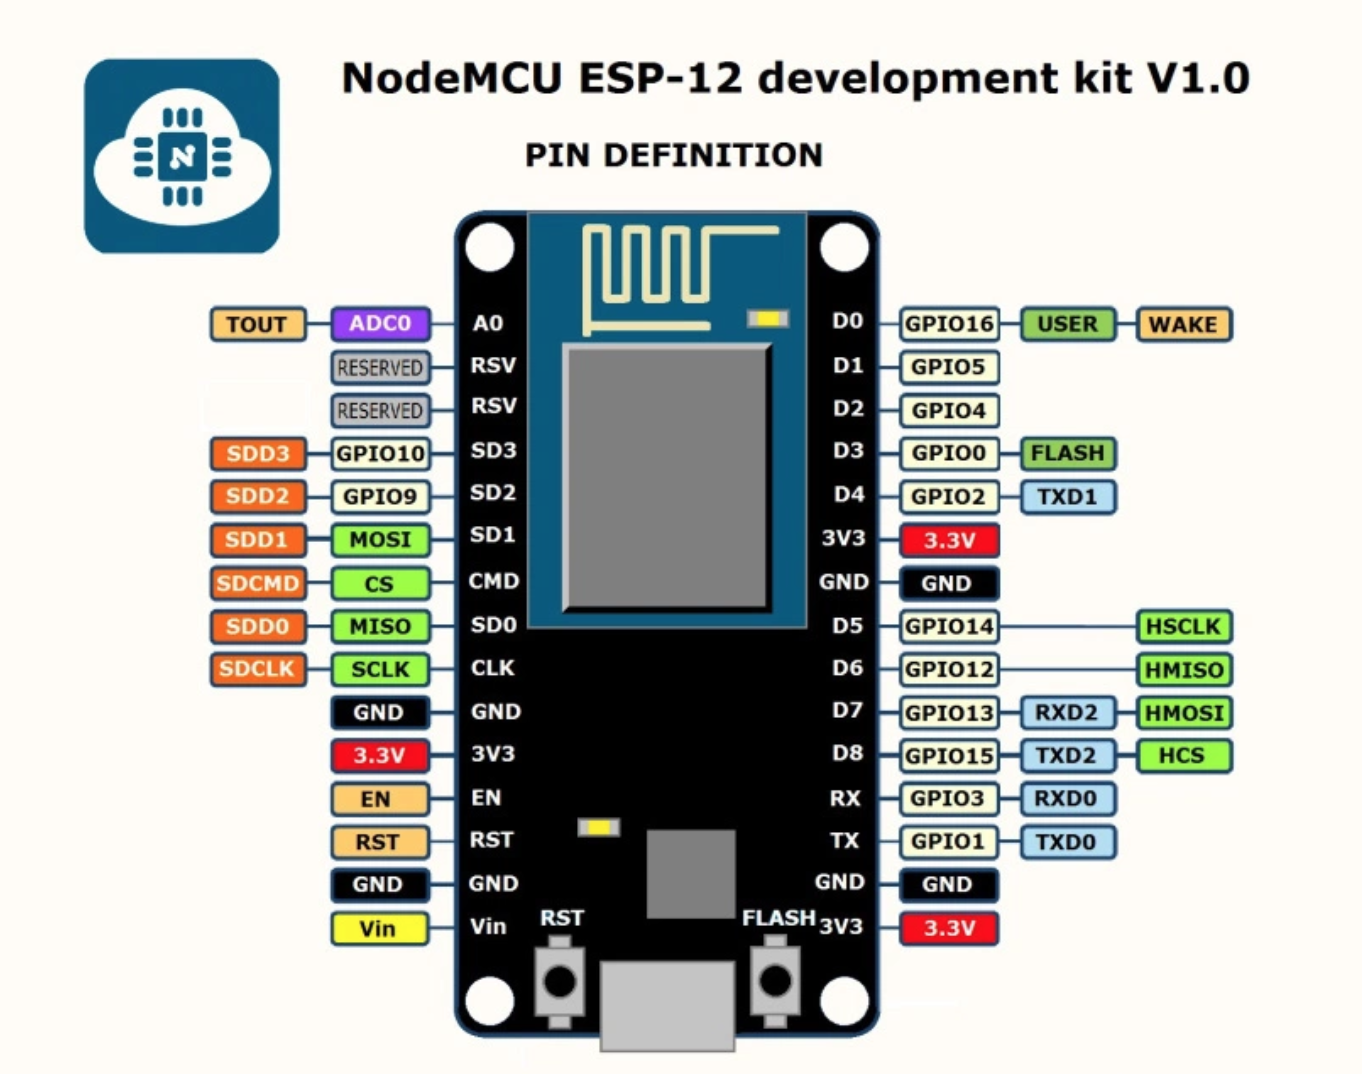 NodeMCU ESP-12 development kit V1.0
PIN DEFINITION
N
TOUT ADC0 A0 D0 GPIO16 USER WAKE
RESERVED RSV D1 GPIO5
RESERVED RSV D2 GPIO4
SDD3 GPIO10 SD3 D3 GPIO0 FLASH
SDD2 GPIO9 SD2 D4 GPIO2 TXD1
SDD1 MOSI SD1 3V3 3.3V
SDCMD CS CMD GND GND
SDD0 MISO SD0 D5 GPIO14 HSCLK
SDCLK SCLK CLK D6 GPIO12 HMISO
GND GND D7 GPIO13 RXD2 HMOSI
3.3V 3V3 D8 GPIO15 TXD2 HCS
EN EN RX GPIO3 RXD0
RST RST TX GPIO1 TXD0
GND GND GND GND
Vin Vin RST FLASH 3V3 3.3V